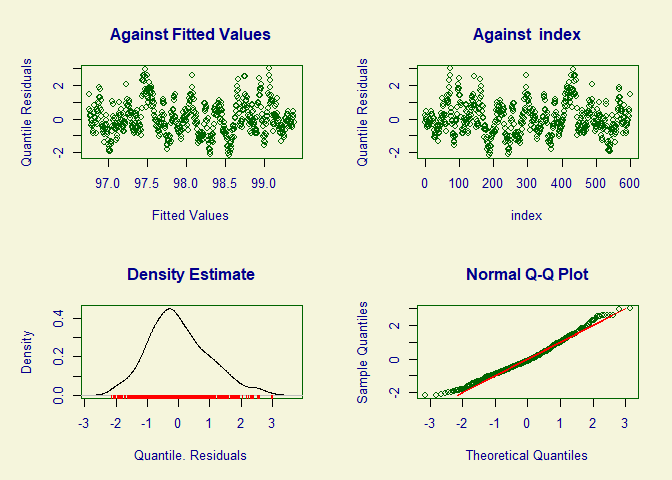 Against Fitted Values
Quantile Residuals
-2 0 2
97.0 97.5 98.0 98.5 99.0
Fitted Values
Against  index
Quantile Residuals
-2 0 2
0 100 200 300 400 500 600
index
Density Estimate
Density
0.0 0.2 0.4
-3 -2 -1 0 1 2 3
Quantile. Residuals
Normal Q-Q Plot
Sample Quantiles
-2 0 2
-3 -2 -1 0 1 2 3
Theoretical Quantiles